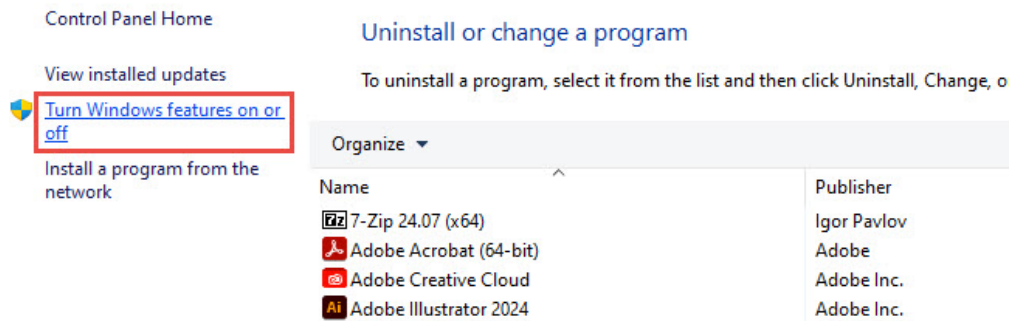 Control Panel Home
View installed updates
Turn Windows features on or
off
Install a program from the
network
Uninstall or change a program
To uninstall a program, select it from the list and then click Uninstall, Change, o
Organize
Name Publisher
7z 7-Zip 24.07 (x64) Igor Pavlov
Adobe Acrobat (64-bit) Adobe
Adobe Creative Cloud Adobe Inc.
Ai Adobe Illustrator 2024 Adobe Inc.